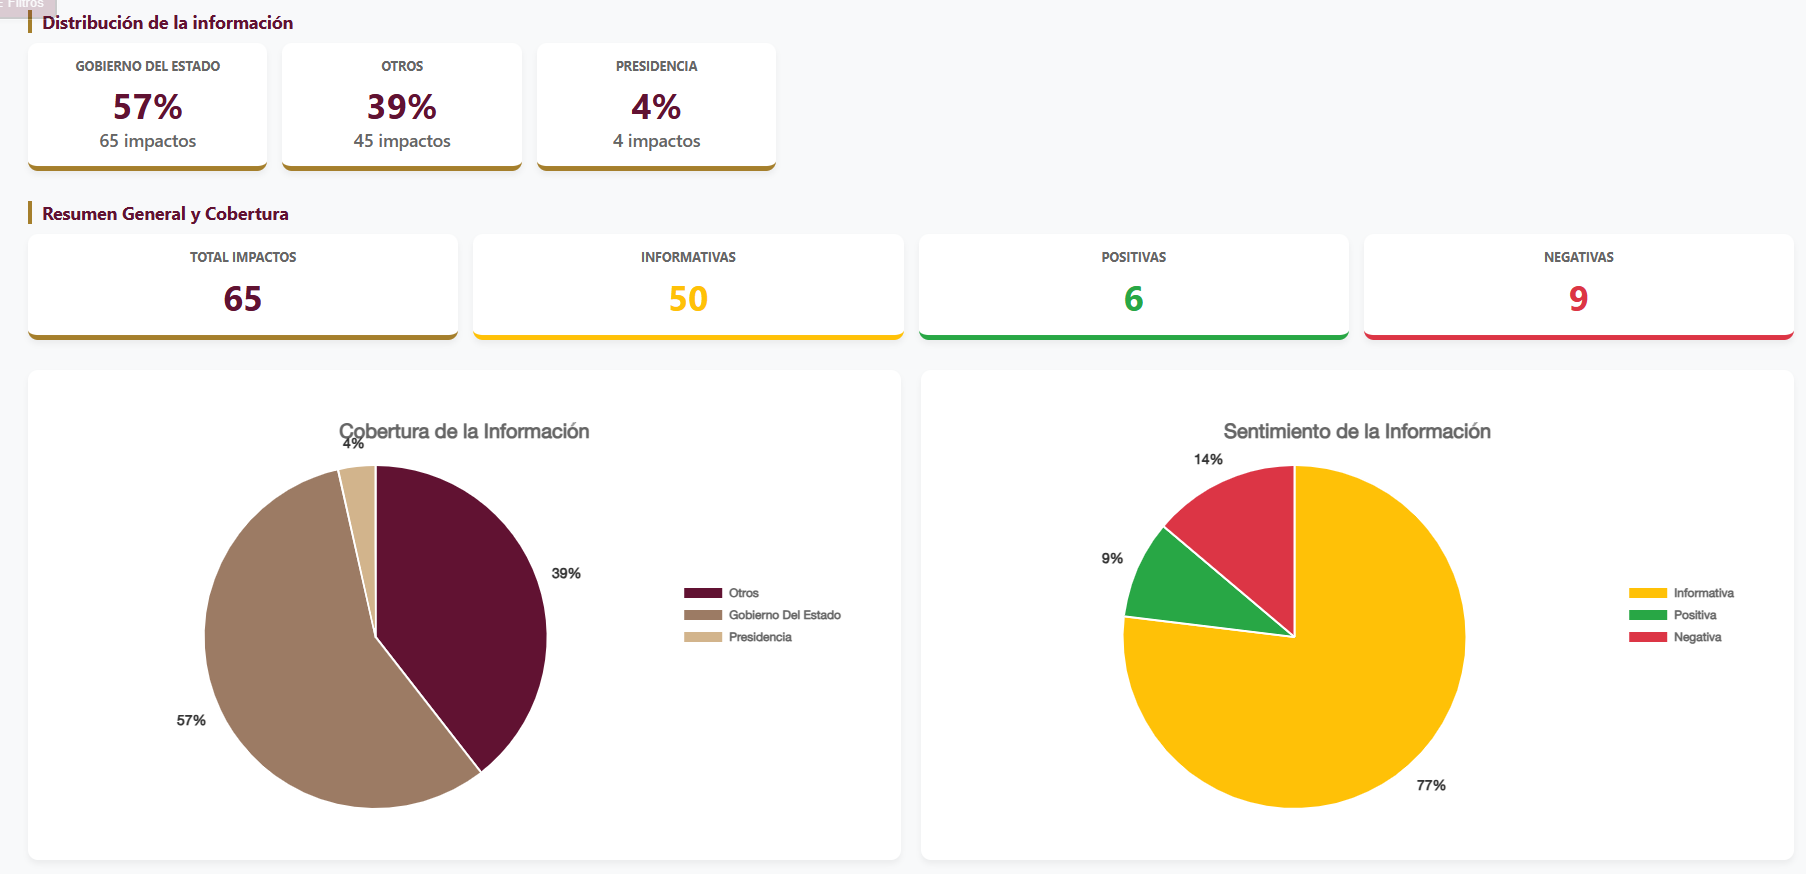 Filtros
Distribución de la información
GOBIERNO DEL ESTADO
57%
65 impactos
OTROS
39%
45 impactos
PRESIDENCIA
4%
4 impactos
Resumen General y Cobertura
TOTAL IMPACTOS
65
INFORMATIVAS
50
POSITIVAS
6
NEGATIVAS
9
Cobertura de la Información
4%
39%
57%
Otros
Gobierno Del Estado
Presidencia
Sentimiento de la Información
14%
9%
77%
Informativa
Positiva
Negativa